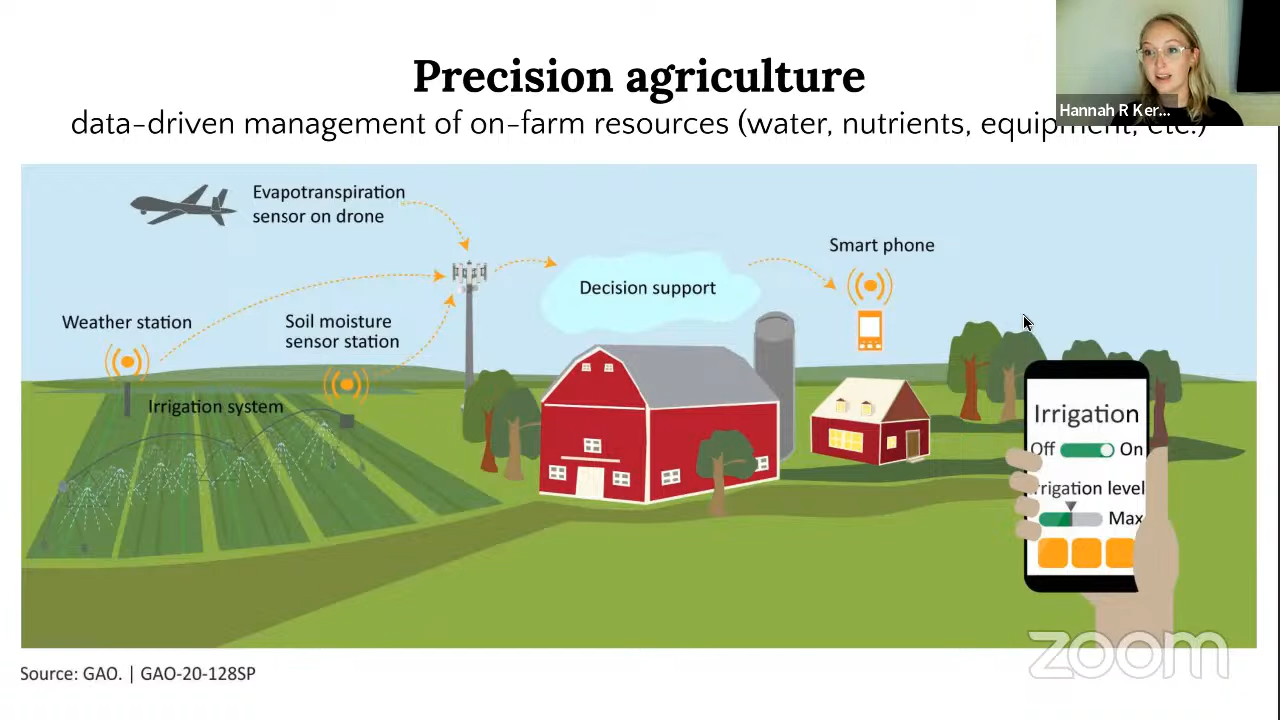 Precision agriculture
data-driven management of on-farm resources (water, nutrients, equipment, etc.)
Hannah R Ker...
Evapotranspiration
sensor on drone
Smart phone
Decision support
Weather station
Soil moisture
sensor station
Irrigation system
Irrigation
Off On
rrigation level
Max
zoom
Source: GAO. | GAO-20-128SP